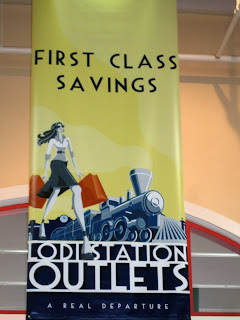 FIRST CLASS
SAVINGS
LODI STATION
OUTLETS
A REAL DEPARTURE